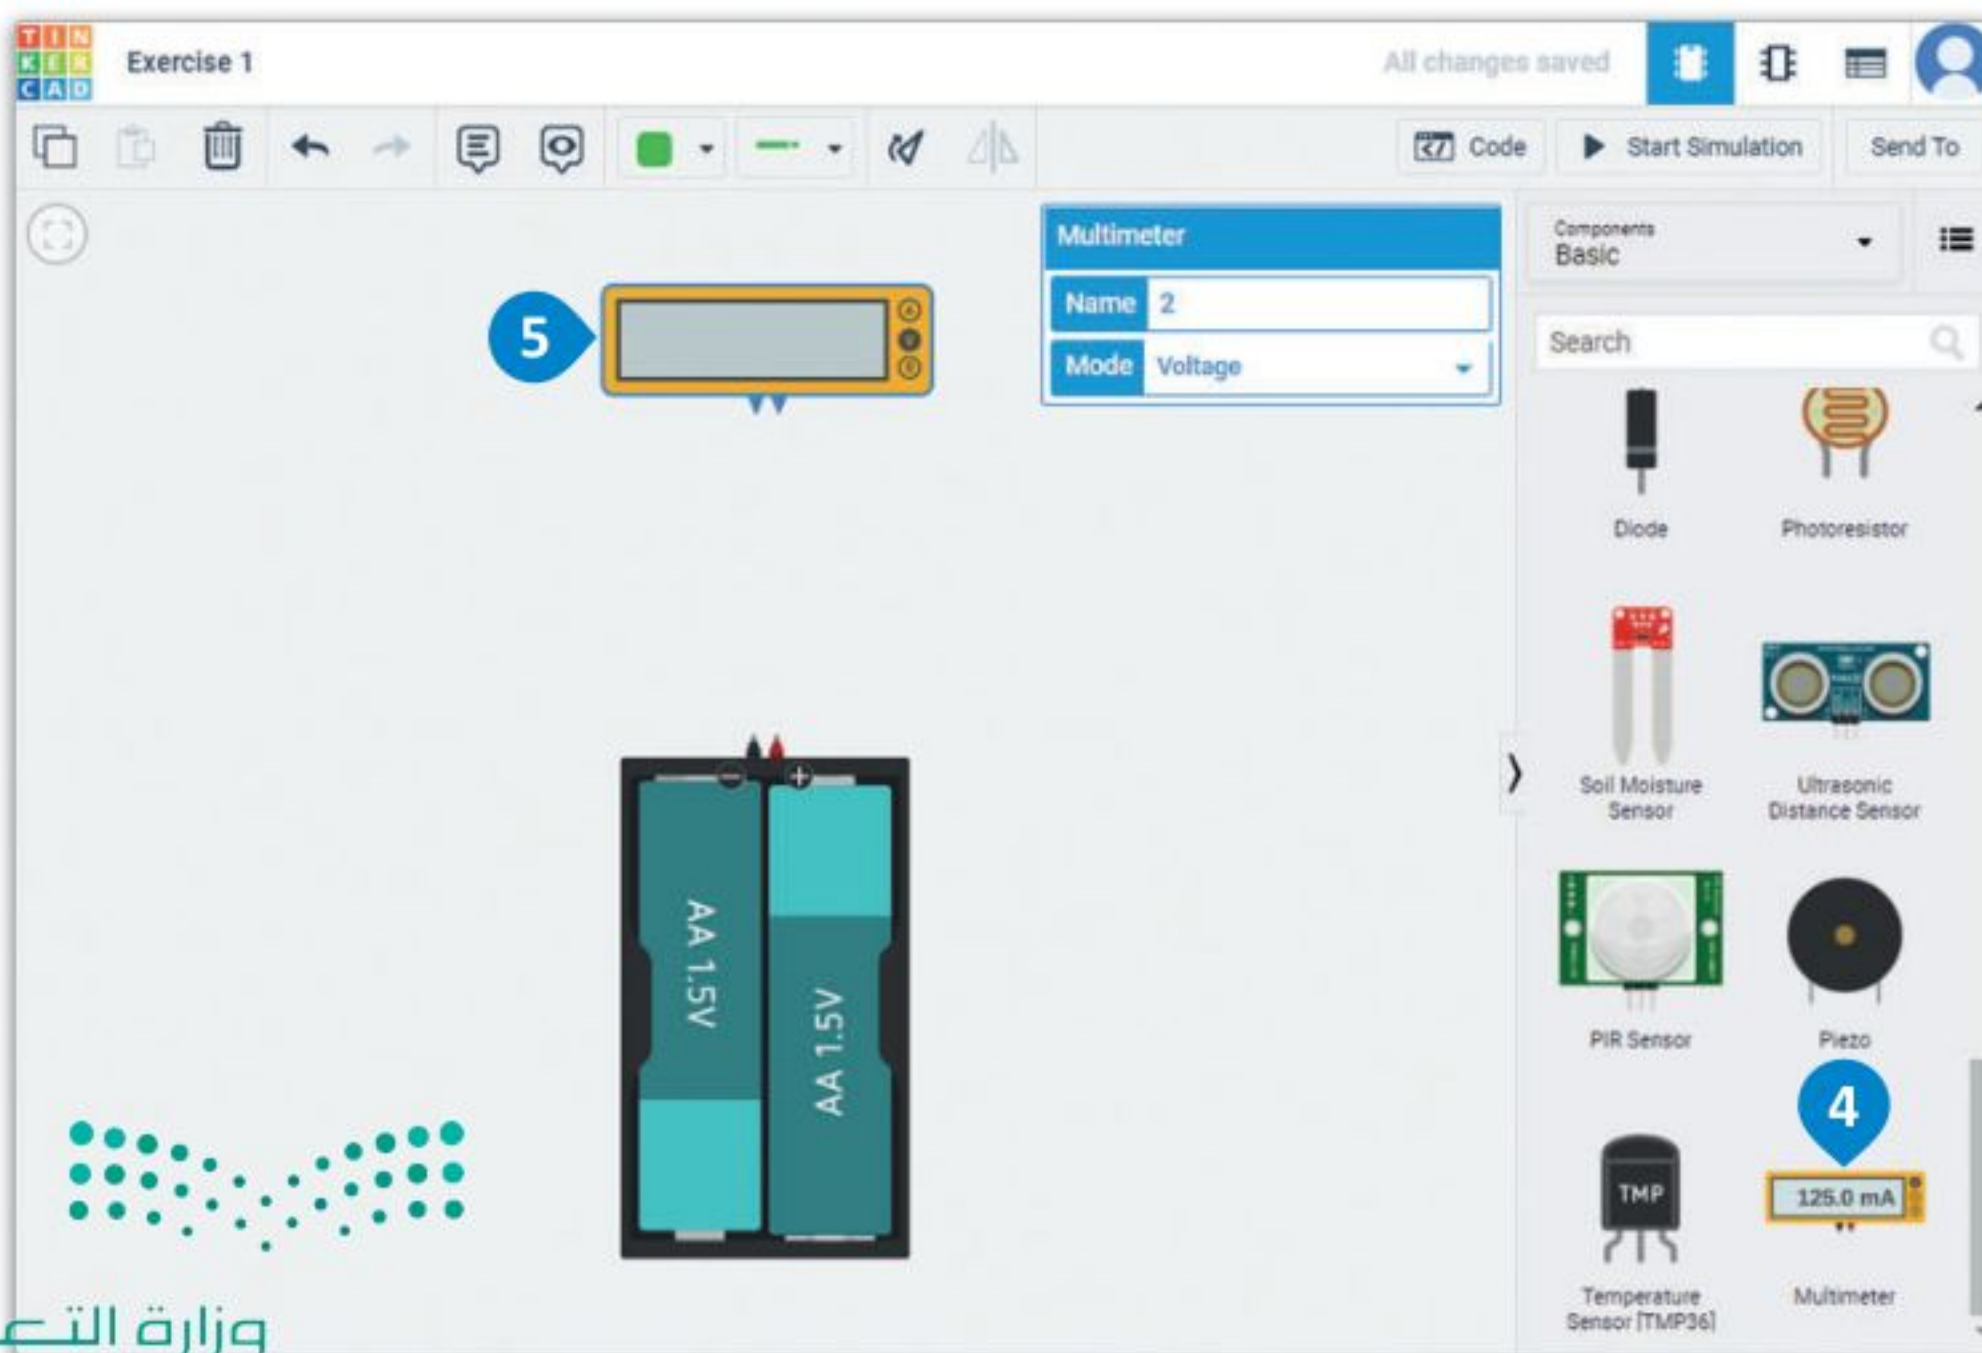 TIN
KER
CAD
Exercise 1
All changes saved
Code
Start Simulation
Send To
Multimeter
Name 2
Mode Voltage
Components
Basic
Search
5
Diode
Photoresistor
Soil Moisture
Sensor
Ultrasonic
Distance Sensor
AA 1.5V
AA 1.5V
PIR Sensor
Piezo
4
TMP
125.0 mA
Temperature
Sensor [TMP36]
Multimeter
وزارة التع